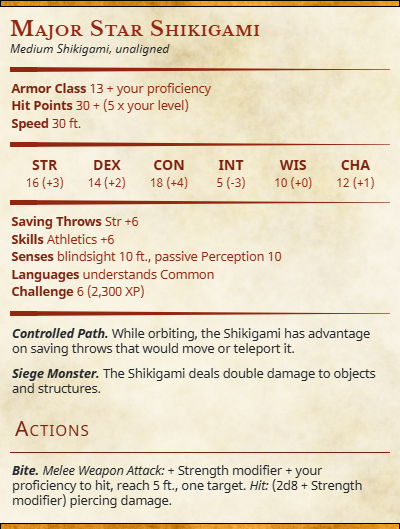 Major Star Shikigami
Medium Shikigami, unaligned
Armor Class 13 + your proficiency
Hit Points 30 + (5 x your level)
Speed 30 ft.
STR DEX CON INT WIS CHA
16 (+3) 14 (+2) 18 (+4) 5 (-3) 10 (+0) 12 (+1)
Saving Throws Str +6
Skills Athletics +6
Senses blindsight 10 ft., passive Perception 10
Languages understands Common
Challenge 6 (2,300 XP)
Controlled Path. While orbiting, the Shikigami has advantage
on saving throws that would move or teleport it.
Siege Monster. The Shikigami deals double damage to objects
and structures.
Actions
Bite. Melee Weapon Attack: + Strength modifier + your
proficiency to hit, reach 5 ft., one target. Hit: (2d8 + Strength
modifier) piercing damage.